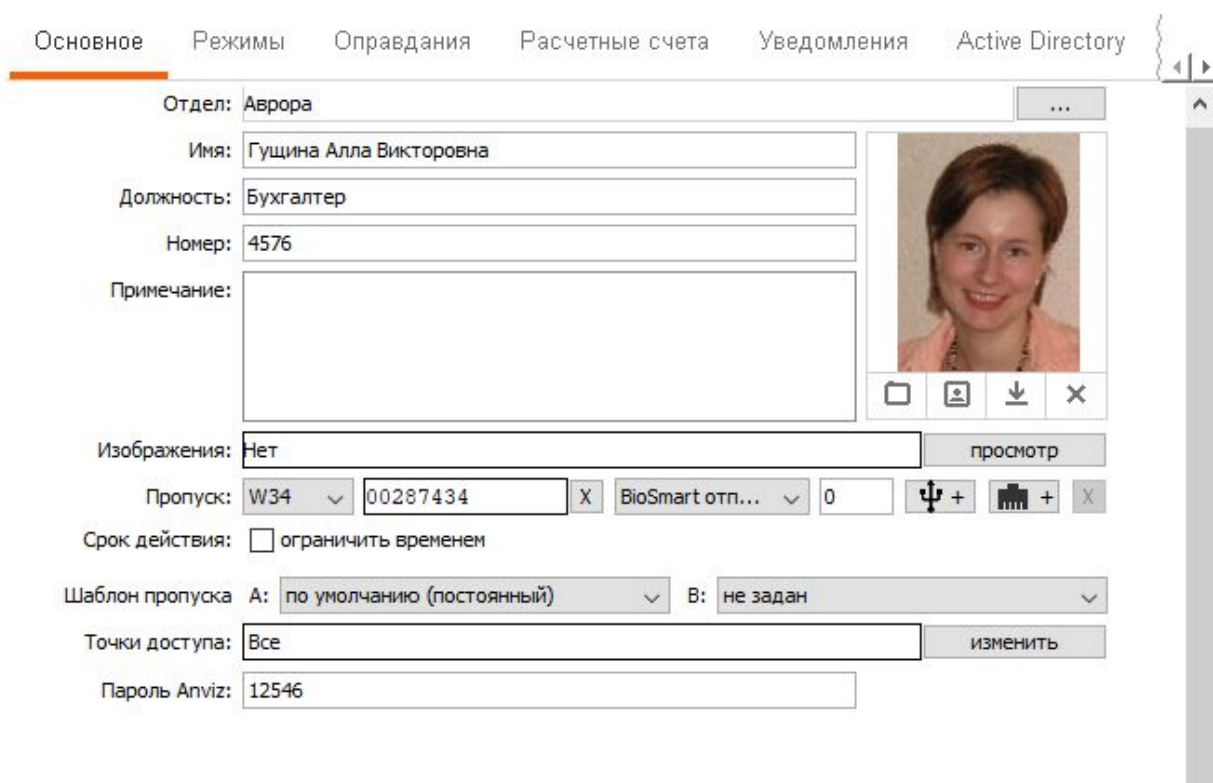 Основное Режимы Оправдания Расчетные счета Уведомления Active Directory
Отдел: Аврора ...
Имя: Гущина Алла Викторовна
Должность: Бухгалтер
Номер: 4576
Примечание:
Изображения: Нет просмотр
Пропуск: W34 00287434 X BioSmart отп... 0 + + X
Срок действия: ограничить временем
Шаблон пропуска A: по умолчанию (постоянный) B: не задан
Точки доступа: Все изменить
Пароль Anviz: 12546